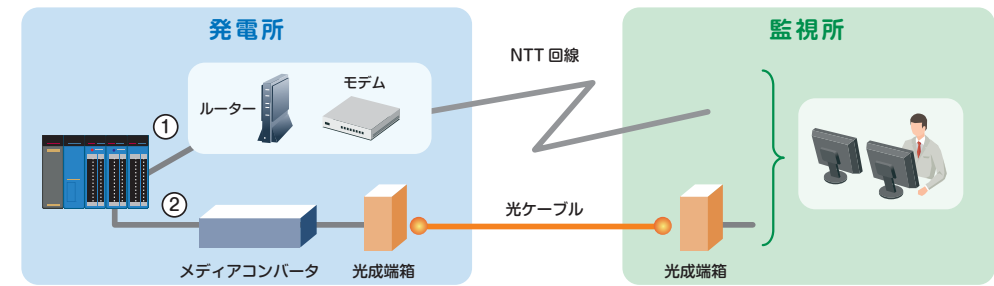 発電所
監視所
NTT 回線
モデム
ルーター
①
②
光ケーブル
メディアコンバータ
光成端箱
光成端箱